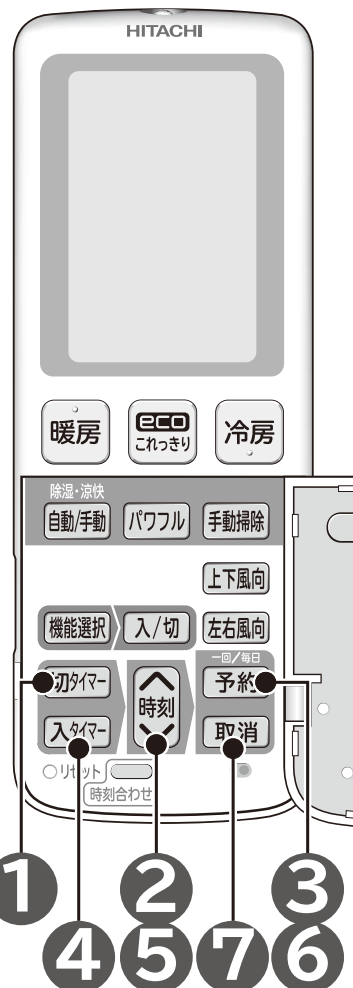 HITACHI
暖房
eco
これっきり
冷房
除湿・涼快
自動/手動 パワフル 手動掃除
上下風向
機能選択 入/切 左右風向
一回/毎日
切タイマー 時刻 予約
入タイマー 取消
リセット
時刻合わせ
1 2 3
4 5 7 6